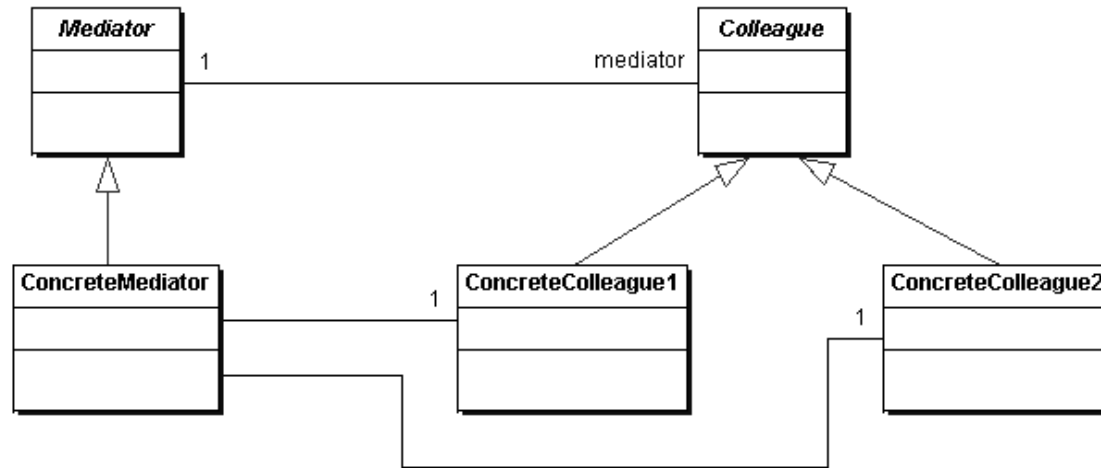 Mediator
Colleague
1
mediator
ConcreteMediator
ConcreteColleague1
ConcreteColleague2
1
1